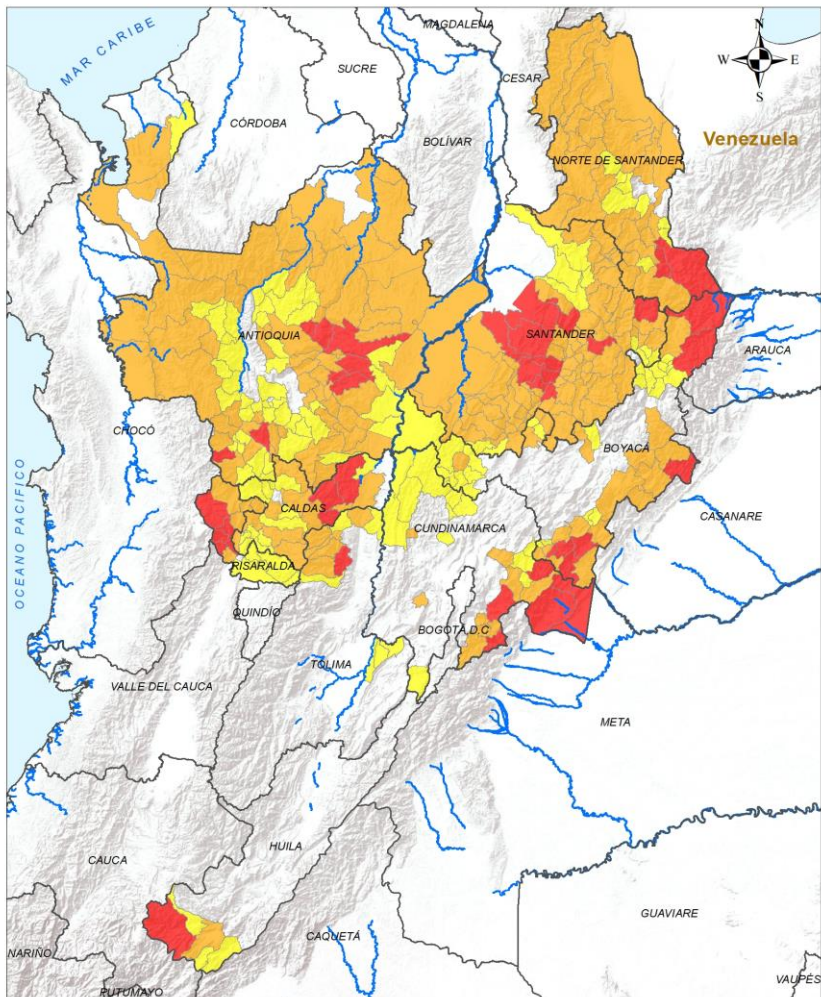 MAGDALENA
N
MAR CARIBE
SUCRE
CESAR
W
E
S
CÓRDOBA
BOLÍVAR
Venezuela
NORTE DE SANTANDER
ANTIOQUIA
SANTANDER
ARAUCA
CHOCÓ
BOYACÁ
OCEANO PACIFICO
CALDAS
CUNDINAMARCA
CASANARE
RISARALDA
QUINDÍO
BOGOTÁ, D.C
TOLIMA
VALLE DEL CAUCA
META
HUILA
CAUCA
GUAVIARE
CAQUETÁ
NARIÑO
PUTUMAYO
VAUPÉS